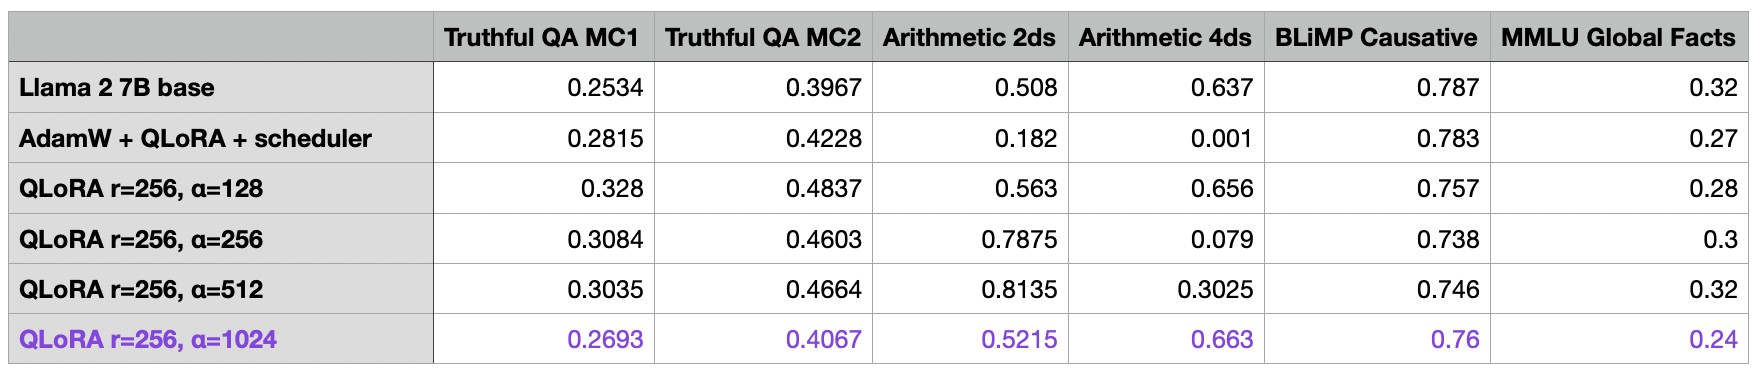 Truthful QA MC1 Truthful QA MC2 Arithmetic 2ds Arithmetic 4ds BLiMP Causative MMLU Global Facts
Llama 2 7B base 0.2534 0.3967 0.508 0.637 0.787 0.32
AdamW + QLoRA + scheduler 0.2815 0.4228 0.182 0.001 0.783 0.27
QLoRA r=256, α=128 0.328 0.4837 0.563 0.656 0.757 0.28
QLoRA r=256, α=256 0.3084 0.4603 0.7875 0.079 0.738 0.3
QLoRA r=256, α=512 0.3035 0.4664 0.8135 0.3025 0.746 0.32
QLoRA r=256, α=1024 0.2693 0.4067 0.5215 0.663 0.76 0.24